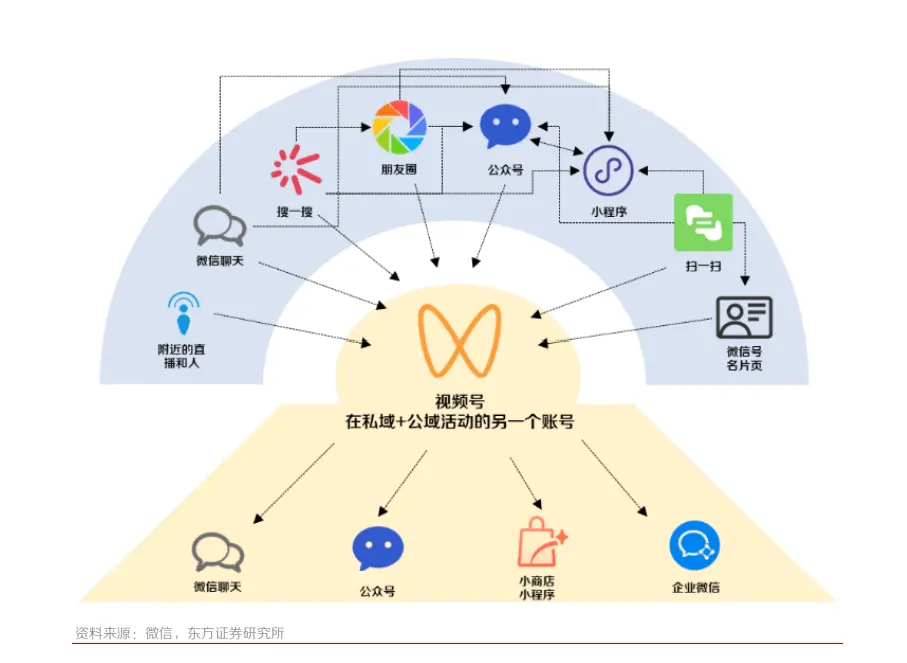 朋友圈
公众号
搜一搜
小程序
微信聊天
扫一扫
附近的直
播和人
微信号
名片页
视频号
在私域+公域活动的另一个账号
微信聊天
公众号
小商店
小程序
企业微信
资料来源：微信，东方证券研究所